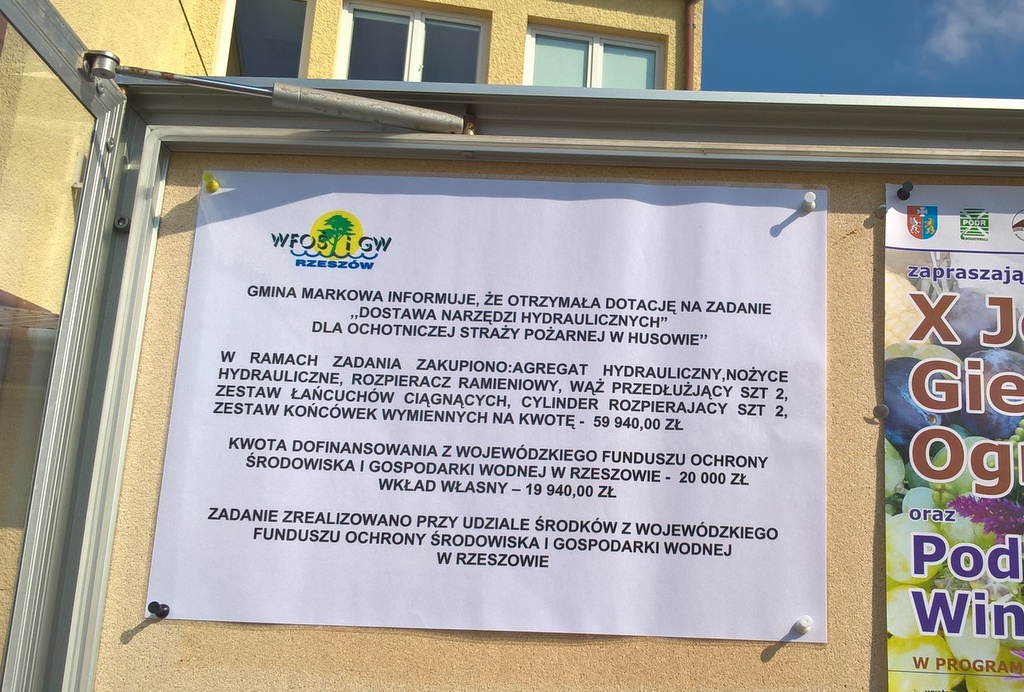 WFOŚiGW
RZESZÓW
GMINA MARKOWA INFORMUJE, ŻE OTRZYMAŁA DOTACJĘ NA ZADANIE
,,DOSTAWA NARZĘDZI HYDRAULICZNYCH”
DLA OCHOTNICZEJ STRAŻY POŻARNEJ W HUSOWIE”
W RAMACH ZADANIA ZAKUPIONO:AGREGAT HYDRAULICZNY,NOŻYCE
HYDRAULICZNE, ROZPIERACZ RAMIENIOWY, WĄŻ PRZEDŁUŻĄJĄCY SZT 2,
ZESTAW ŁAŃCUCHÓW CIĄGNĄCYCH, CYLINDER ROZPIERAJACY SZT 2,
ZESTAW KOŃCÓWEK WYMIENNYCH NA KWOTĘ - 59 940,00 ZŁ
KWOTA DOFINANSOWANIA Z WOJEWÓDZKIEGO FUNDUSZU OCHRONY
ŚRODOWISKA I GOSPODARKI WODNEJ W RZESZOWIE - 20 000 ZŁ
WKŁAD WŁASNY – 19 940,00 ZŁ
ZADANIE ZREALIZOWANO PRZY UDZIALE ŚRODKÓW Z WOJEWÓDZKIEGO
FUNDUSZU OCHRONY ŚRODOWISKA I GOSPODARKI WODNEJ
W RZESZOWIE
PODR
zapraszają
X J
Gie
Og
oraz
Pod
Win
W PROGRAM